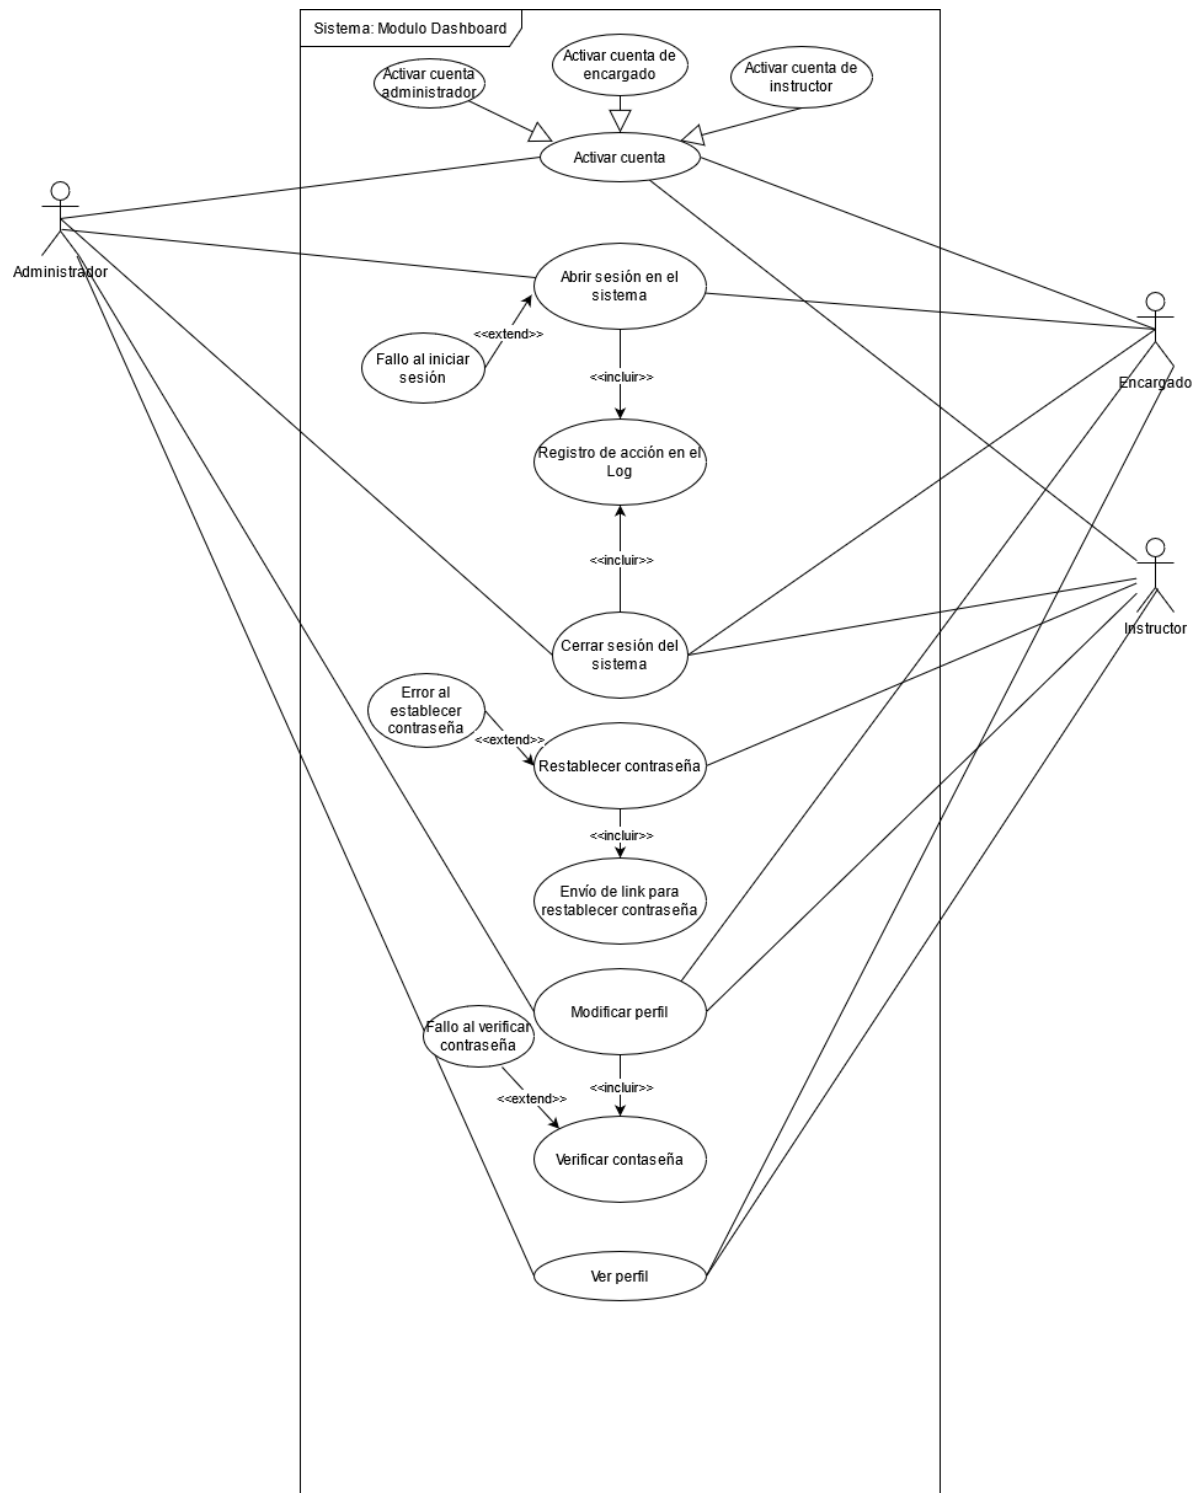 Sistema: Modulo Dashboard
Activar cuenta
administrador
Activar cuenta de
encargado
Activar cuenta de
instructor
Activar cuenta
Administrador
Abrir sesión en el
sistema
<<extend>>
Fallo al iniciar
sesión
<<incluir>>
Encargado
Registro de acción en el
Log
<<incluir>>
Instructor
Cerrar sesión del
sistema
Error al
establecer
contraseña
<<extend>>
Restablecer contraseña
<<incluir>>
Envío de link para
restablecer contraseña
Modificar perfil
Fallo al verificar
contraseña
<<incluir>>
<<extend>>
Verificar contaseña
Ver perfil